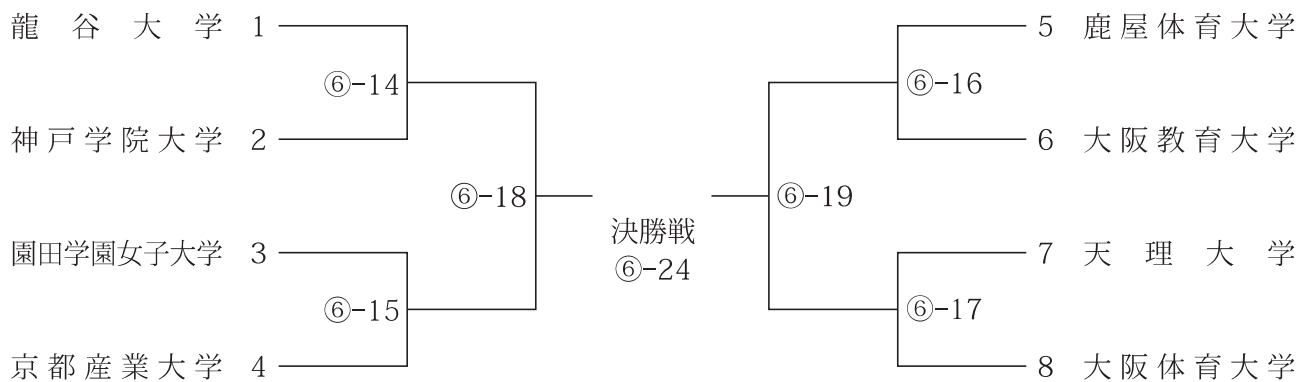 龍谷大学 1
⑥-14
神戸学院大学 2
⑥-18
園田学園女子大学 3
⑥-15
京都産業大学 4
決勝戦
⑥-24
5 鹿屋体育大学
⑥-16
6 大阪教育大学
⑥-19
7 天理大学
⑥-17
8 大阪体育大学